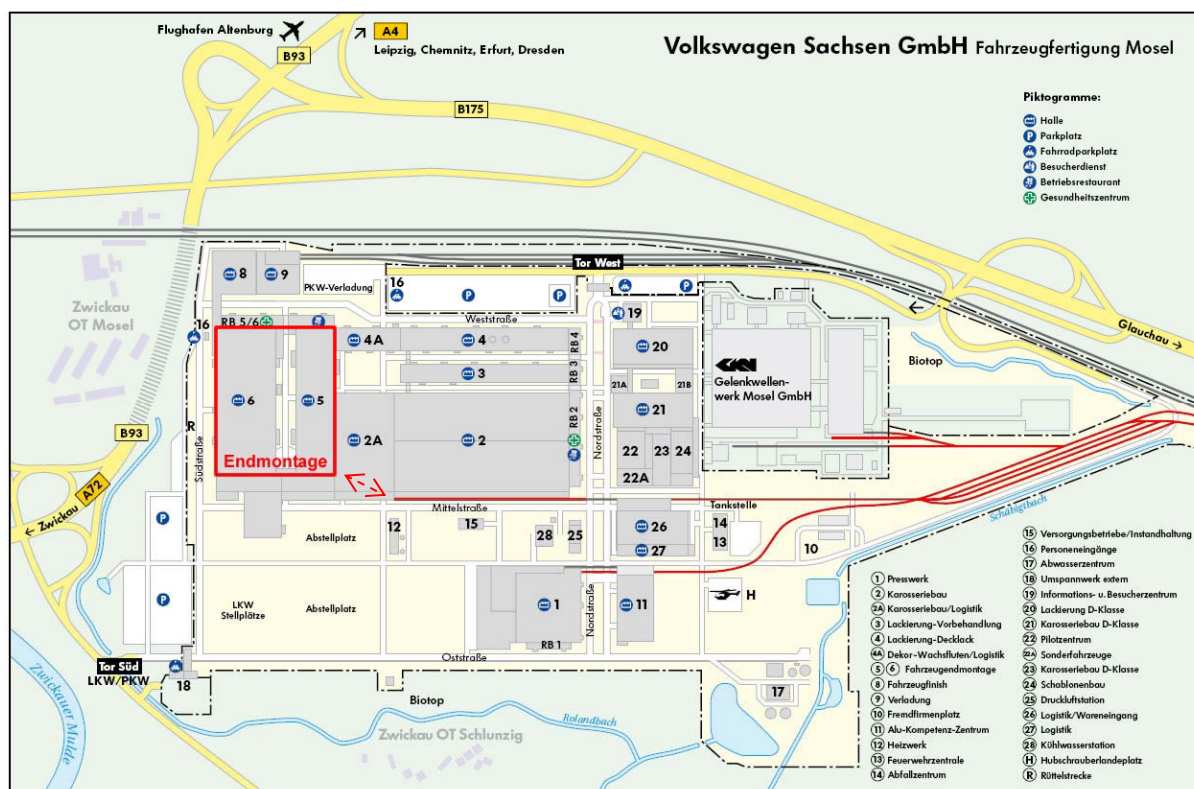 Flughafen Altenburg
A4
B93
Leipzig, Chemnitz, Erfurt, Dresden
Volkswagen Sachsen GmbH Fahrzeugfertigung Mosel
B175
Piktogramme:
Halle
Parkplatz
Fahrradparkplatz
Besucherdienst
Betriebsrestaurant
Gesundheitszentrum
Tor West
8
9
PKW-Verladung
16
P
P
P
19
Zwickau
OT Mosel
16
RB 5/6
Weststraße
4A
4
RB 4
20
Glauchau
Biotop
3
RB 3
21A
21B
GKN
Gelenkwellen-
werk Mosel GmbH
6
5
21
RB 2
R
Südstraße
2A
2
Nordstraße
22
23
24
B93
Endmontage
22A
A72
Zwickau
Mittelstraße
Tankstelle
Schäbigtbach
P
12
15
28
25
26
14
13
Abstellplatz
27
10
P
LKW
Stellplätze
Abstellplatz
1
Nordstraße
11
H
RB 1
Oststraße
Tor Süd
LKW/PKW
18
17
Biotop
Rolandbach
Zwickauer Mulde
Zwickau OT Schlunzig
1 Presswerk
2 Karosseriebau
2A Karosseriebau/Logistik
3 Lackierung-Vorbehandlung
4 Lackierung-Decklack
4A Dekor-Wachsfluten/Logistik
5 6 Fahrzeugendmontage
8 Fahrzeugfinish
9 Verladung
10 Fremdfirmenplatz
11 Alu-Kompetenz-Zentrum
12 Heizwerk
13 Feuerwehrzentrale
14 Abfallzentrum
15 Versorgungsbetriebe/Instandhaltung
16 Personeneingänge
17 Abwasserzentrum
18 Umspannwerk extern
19 Informations- u. Besucherzentrum
20 Lackierung D-Klasse
21 Karosseriebau D-Klasse
22 Pilotzentrum
22A Sonderfahrzeuge
23 Karosseriebau D-Klasse
24 Schablonenbau
25 Druckluftstation
26 Logistik/Wareneingang
27 Logistik
28 Kühlwasserstation
H Hubschrauberlandeplatz
R Rüttelstrecke